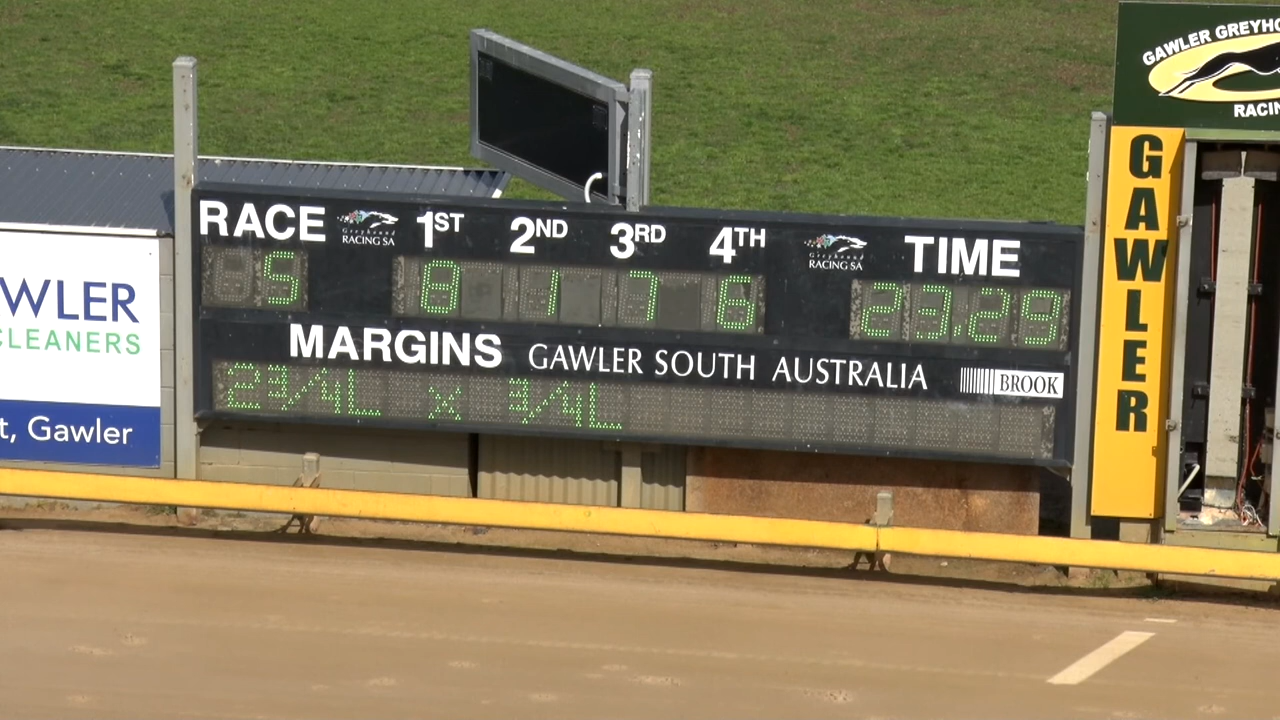 GAWLER GREYHO
RACIN
GAWLER
RACE 1ST 2ND 3RD 4TH TIME
Greyhound
RACING SA
Greyhound
RACING SA
5 8 1 7 6 23.29
MARGINS GAWLER SOUTH AUSTRALIA BROOK
2 3/4L x 3/4L
WLER
CLEANERS
t, Gawler